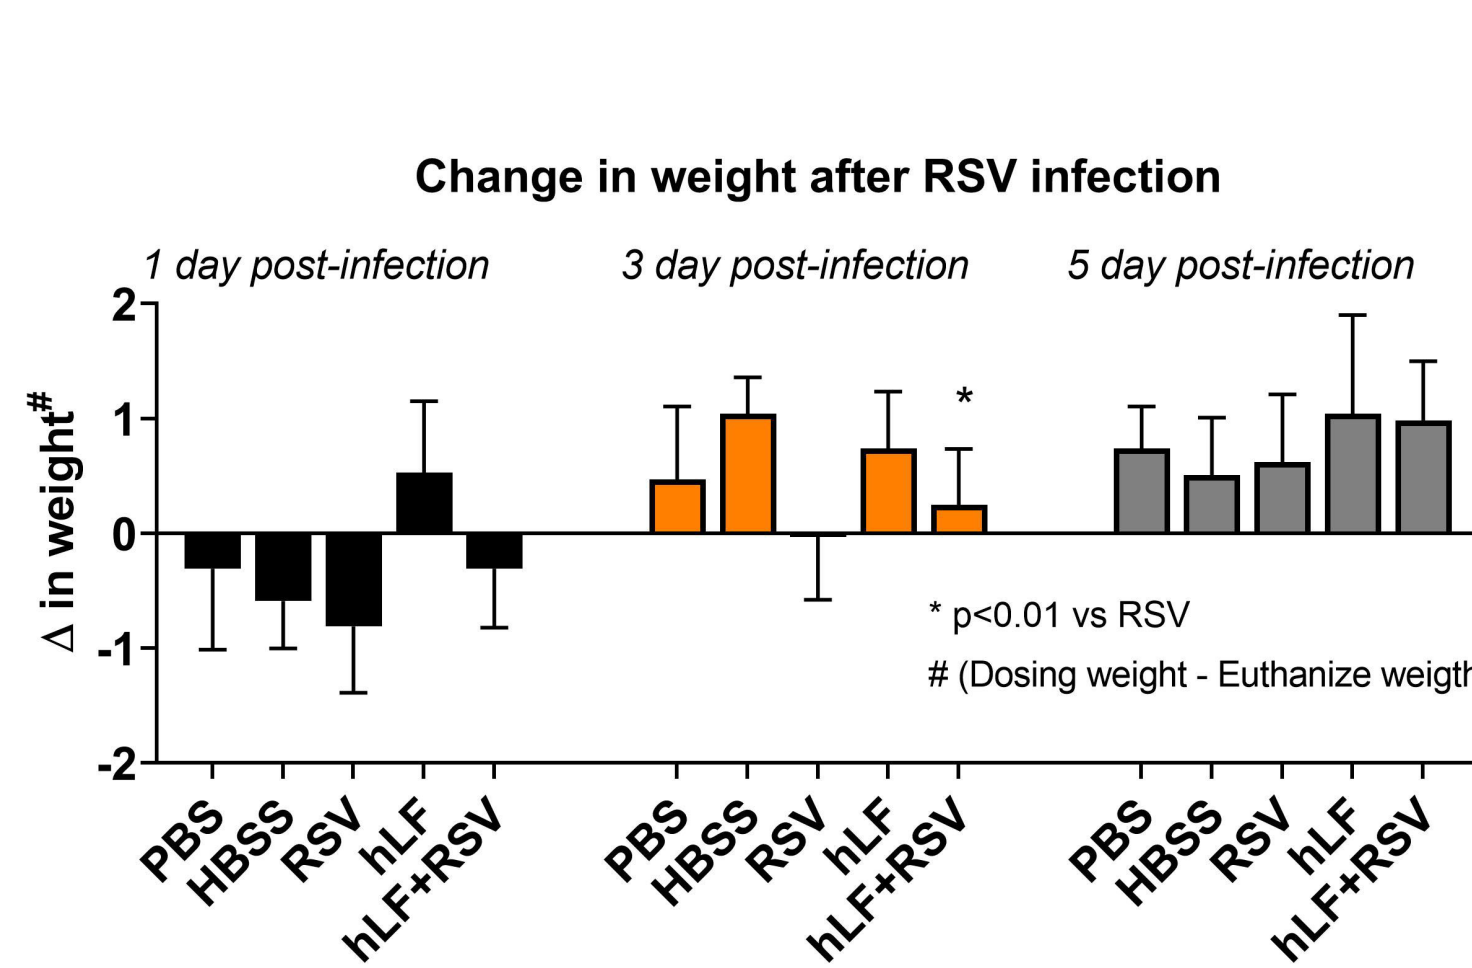 Change in weight after RSV infection
1 day post-infection
3 day post-infection
5 day post-infection
Δ in weight#
2
1
0
-1
-2
*
* p<0.01 vs RSV
# (Dosing weight - Euthanize weigth
PBS
HBSS
RSV
hLF
hLF+RSV
PBS
HBSS
RSV
hLF
hLF+RSV
PBS
HBSS
RSV
hLF
hLF+RSV